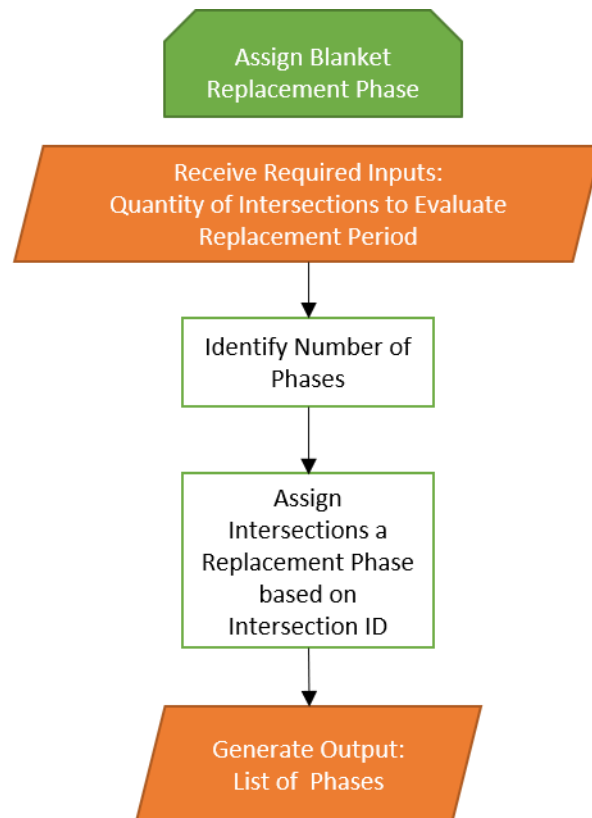 Assign Blanket
Replacement Phase
Receive Required Inputs:
Quantity of Intersections to Evaluate
Replacement Period
Identify Number of
Phases
Assign
Intersections a
Replacement Phase
based on
Intersection ID
Generate Output:
List of Phases